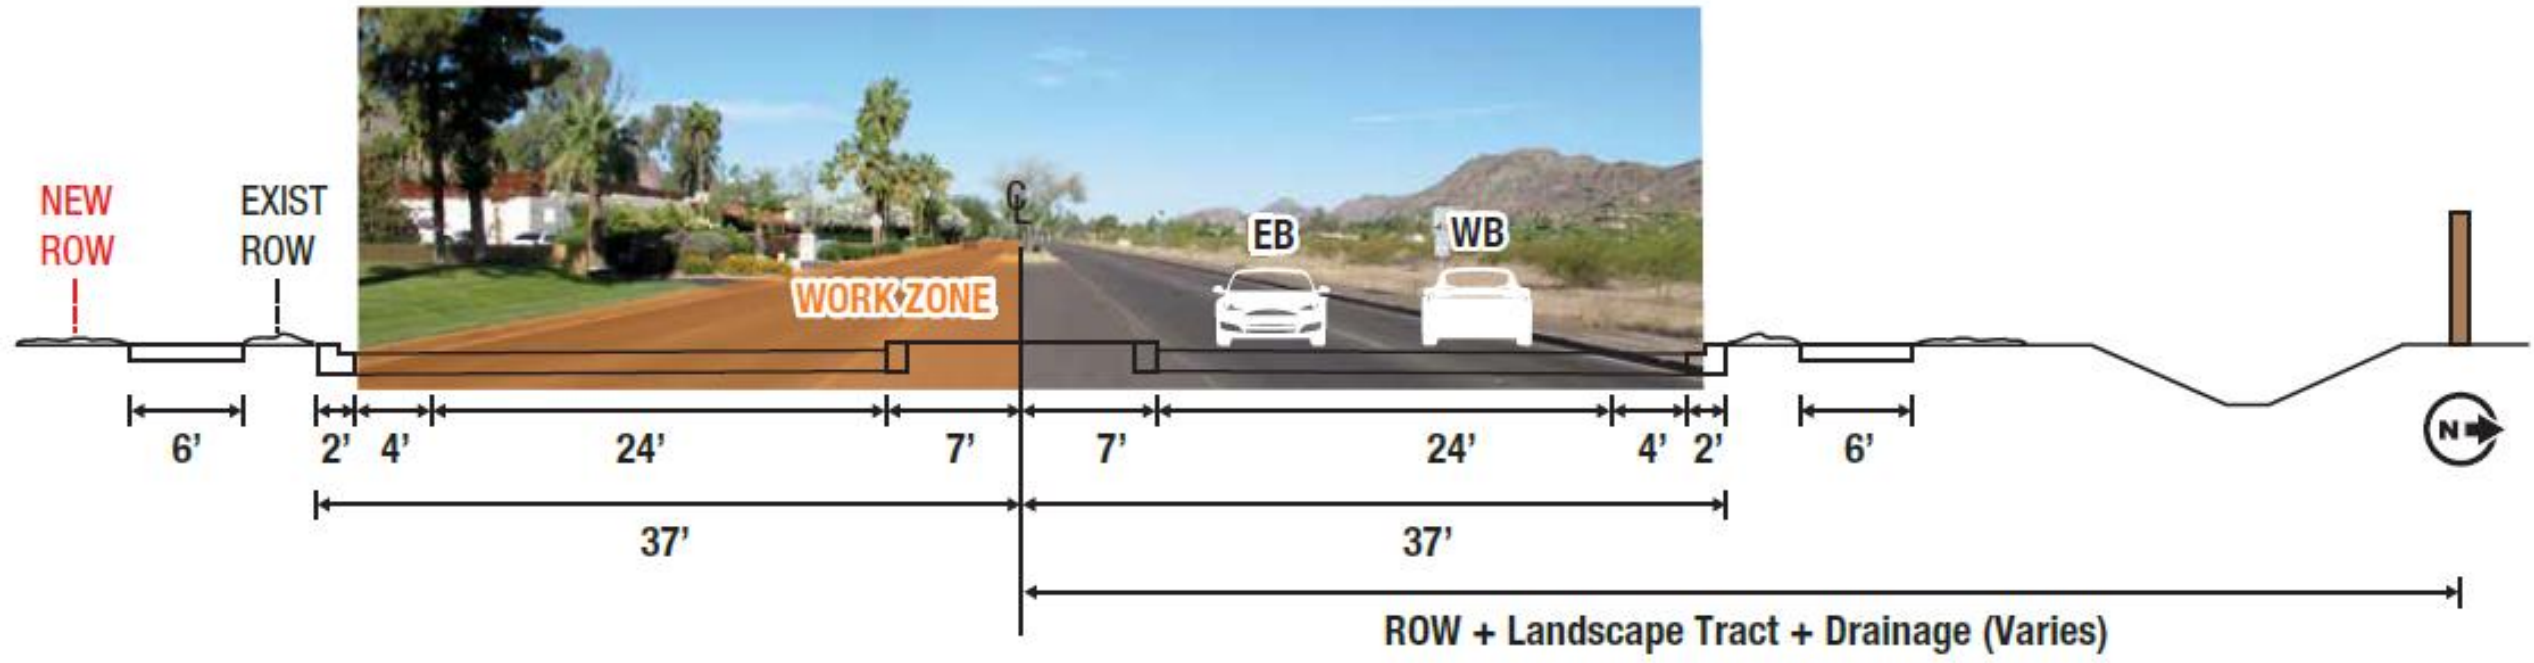 NEW
ROW
EXIST
ROW
℄
EB
WB
WORK ZONE
N
6’ 2’ 4’ 24’ 7’ 7’ 24’ 4’ 2’ 6’
37’ 37’
ROW + Landscape Tract + Drainage (Varies)